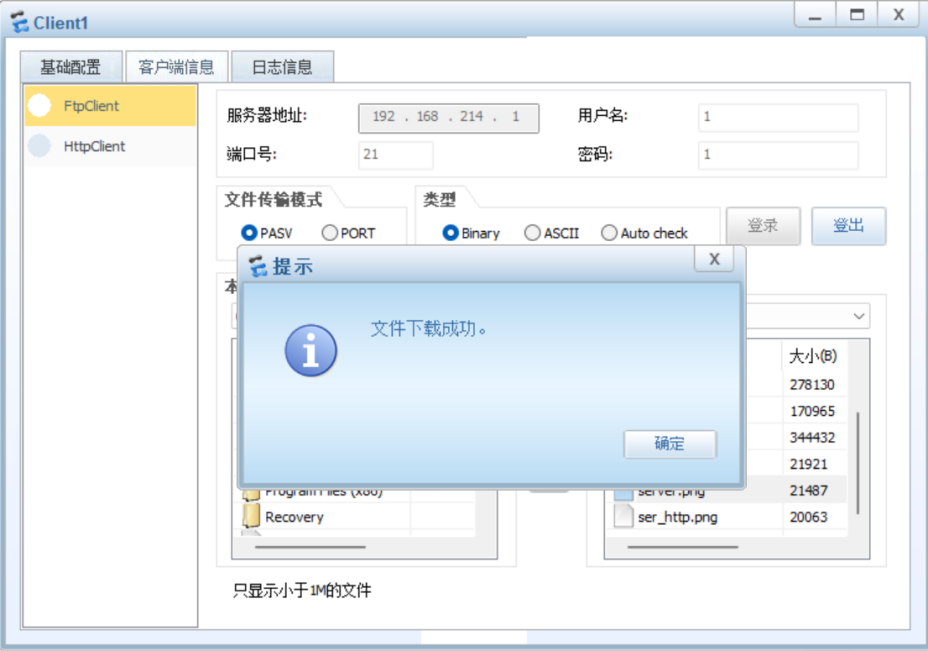 Client1
基础配置 客户端信息 日志信息
FtpClient
HttpClient
服务器地址: 192 . 168 . 214 . 1 用户名: 1
端口号: 21 密码: 1
文件传输模式 类型
PASV PORT Binary ASCII Auto check 登录 登出
提示 X
本
文件下载成功。
确定
大小(B)
278130
170965
344432
21921
Program Files (x86) server.png 21487
Recovery ser_http.png 20063
只显示小于1M的文件